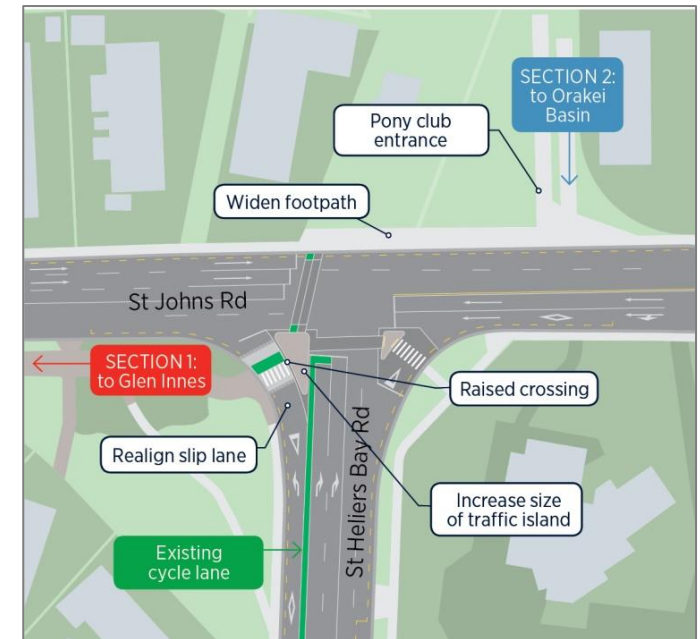 SECTION 2:
to Orakei
Basin
Pony club
entrance
Widen footpath
St Johns Rd
SECTION 1:
to Glen Innes
Raised crossing
Realign slip lane
St Heliers Bay Rd
Increase size
of traffic island
Existing
cycle lane